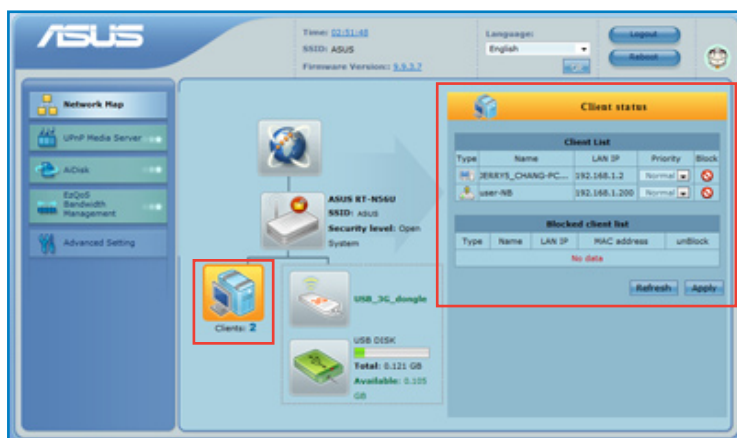 ASUS
Time: 02:51:48
SSID: ASUS
Firmware Version: 9.9.3.7
Language:
English
Logout
Reboot
Network Map
UPnP Media Server
AiDisk
EzQoS
Bandwidth
Management
Advanced Setting
ASUS RT-N56U
SSID: ASUS
Security level: Open
System
Clients: 2
USB_3G_dongle
USB DISK
Total: 0.121 GB
Available: 0.105
GB
Client status
Client List
Type Name LAN IP Priority Block
JERRYS_CHANG-PC... 192.168.1.2 Normal
user-NB 192.168.1.200 Normal
Blocked client list
Type Name LAN IP MAC address unBlock
No data
Refresh Apply